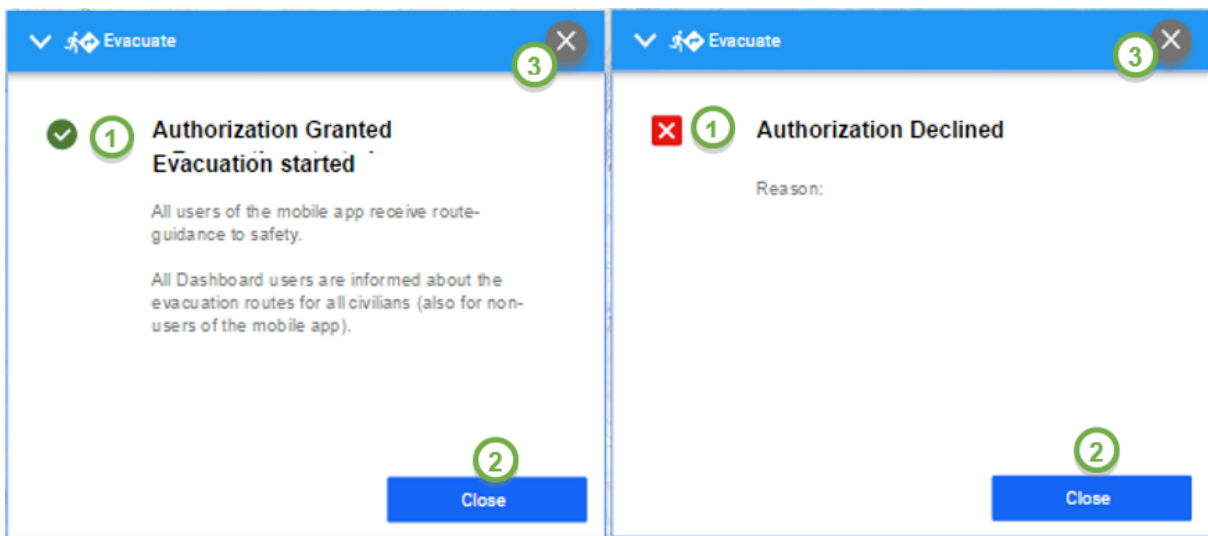 Evacuate
3
1
Authorization Granted
Evacuation started
All users of the mobile app receive route-
guidance to safety.
All Dashboard users are informed about the
evacuation routes for all civilians (also for non-
users of the mobile app).
2
Close
Evacuate
3
1
Authorization Declined
Reason:
2
Close